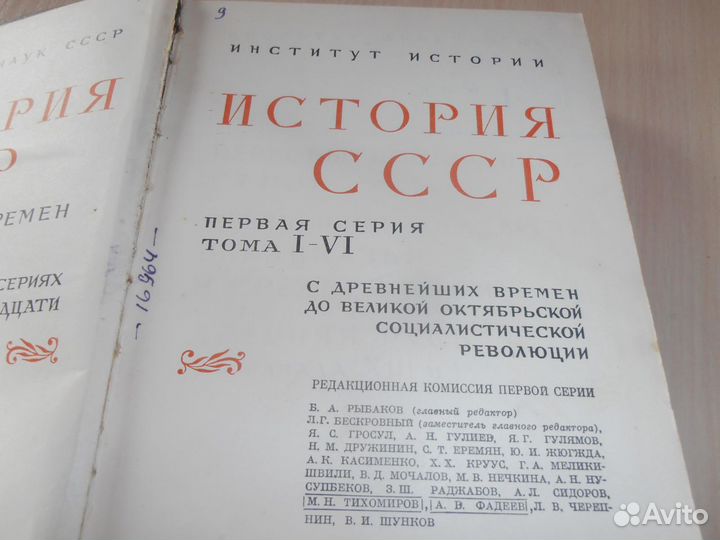 НАУК СССР
РИЯ
РЕМЕН
СЕРИЯХ
ДЦАТИ
9
— 16964 —
ИНСТИТУТ ИСТОРИИ
ИСТОРИЯ
СССР
ПЕРВАЯ СЕРИЯ
ТОМА I-VI
С ДРЕВНЕЙШИХ ВРЕМЕН
ДО ВЕЛИКОЙ ОКТЯБРЬСКОЙ
СОЦИАЛИСТИЧЕСКОЙ
РЕВОЛЮЦИИ
РЕДАКЦИОННАЯ КОМИССИЯ ПЕРВОЙ СЕРИИ
Б. А. РЫБАКОВ (главный редактор)
Л.Г. БЕСКРОВНЫЙ (заместитель главного редактора),
Я. С. ГРОСУЛ, А. Н. ГУЛИЕВ, Я. Г. ГУЛЯМОВ,
Н. М. ДРУЖИНИН, С. Т. ЕРЕМЯН, Ю. И. ЖЮГЖДА,
А. К. КАСИМЕНКО, Х. Х. КРУУС, Г. А. МЕЛИКИ-
ШВИЛИ, В. Д. МОЧАЛОВ, М. В. НЕЧКИНА, А. Н. НУ-
СУПБЕКОВ, З. Ш. РАДЖАБОВ, А. Л. СИДОРОВ,
М. Н. ТИХОМИРОВ, А. В. ФАДЕЕВ, Л. В. ЧЕРЕП-
НИН, В. И. ШУНКОВ
Avito